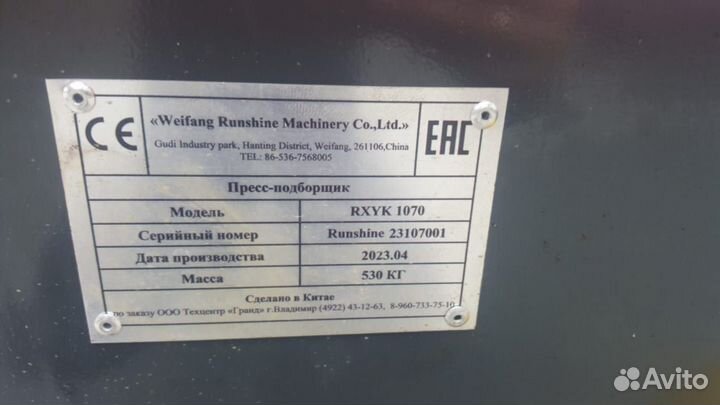 CE
«Weifang Runshine Machinery Co.,Ltd.»
Gudi Industry park, Hanting District, Weifang, 261106,China
TEL: 86-536-7568005
EAC
Пресс-подборщик
Модель RXYK 1070
Серийный номер Runshine 23107001
Дата производства 2023.04
Масса 530 КГ
Сделано в Китае
по заказу ООО Техцентр «Гранд» г.Владимир (4922) 43-12-63, 8-960-733-75-10
Avito